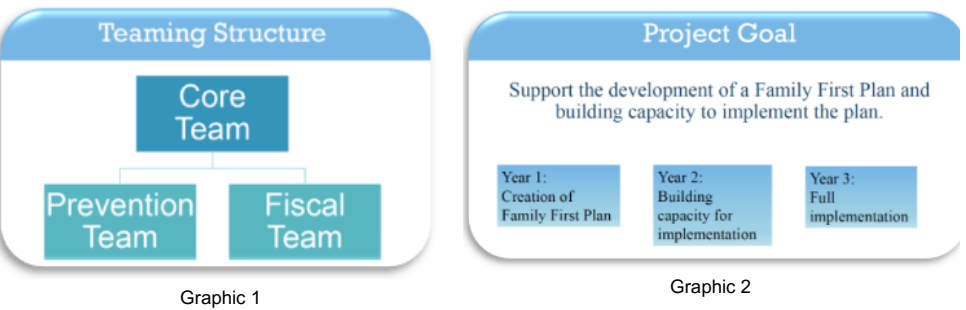 Teaming Structure
Core
Team
Prevention
Team
Fiscal
Team
Graphic 1
Project Goal
Support the development of a Family First Plan and
building capacity to implement the plan.
Year 1:
Creation of
Family First Plan
Year 2:
Building
capacity for
implementation
Year 3:
Full
implementation
Graphic 2